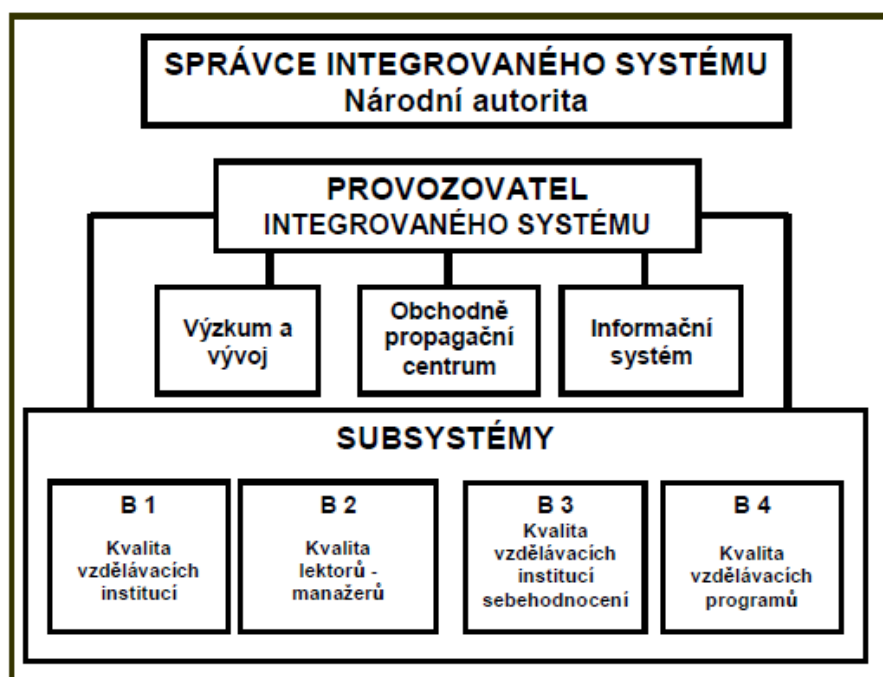 SPRÁVCE INTEGROVANÉHO SYSTÉMU
Národní autorita
PROVOZOVATEL
INTEGROVANÉHO SYSTÉMU
Výzkum a
vývoj
Obchodně
propagační
centrum
Informační
systém
SUBSYSTÉMY
B 1
Kvalita
vzdělávacích
institucí
B 2
Kvalita
lektorů -
manažerů
B 3
Kvalita
vzdělávacích
institucí
sebehodnocení
B 4
Kvalita
vzdělávacích
programů